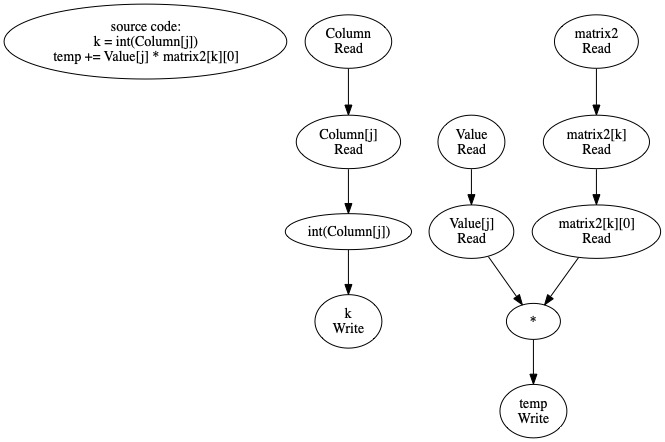 source code:
k = int(Column[j])
temp += Value[j] * matrix2[k][0]
Column
Read
matrix2
Read
Column[j]
Read
Value
Read
matrix2[k]
Read
int(Column[j])
Value[j]
Read
matrix2[k][0]
Read
k
Write
*
temp
Write